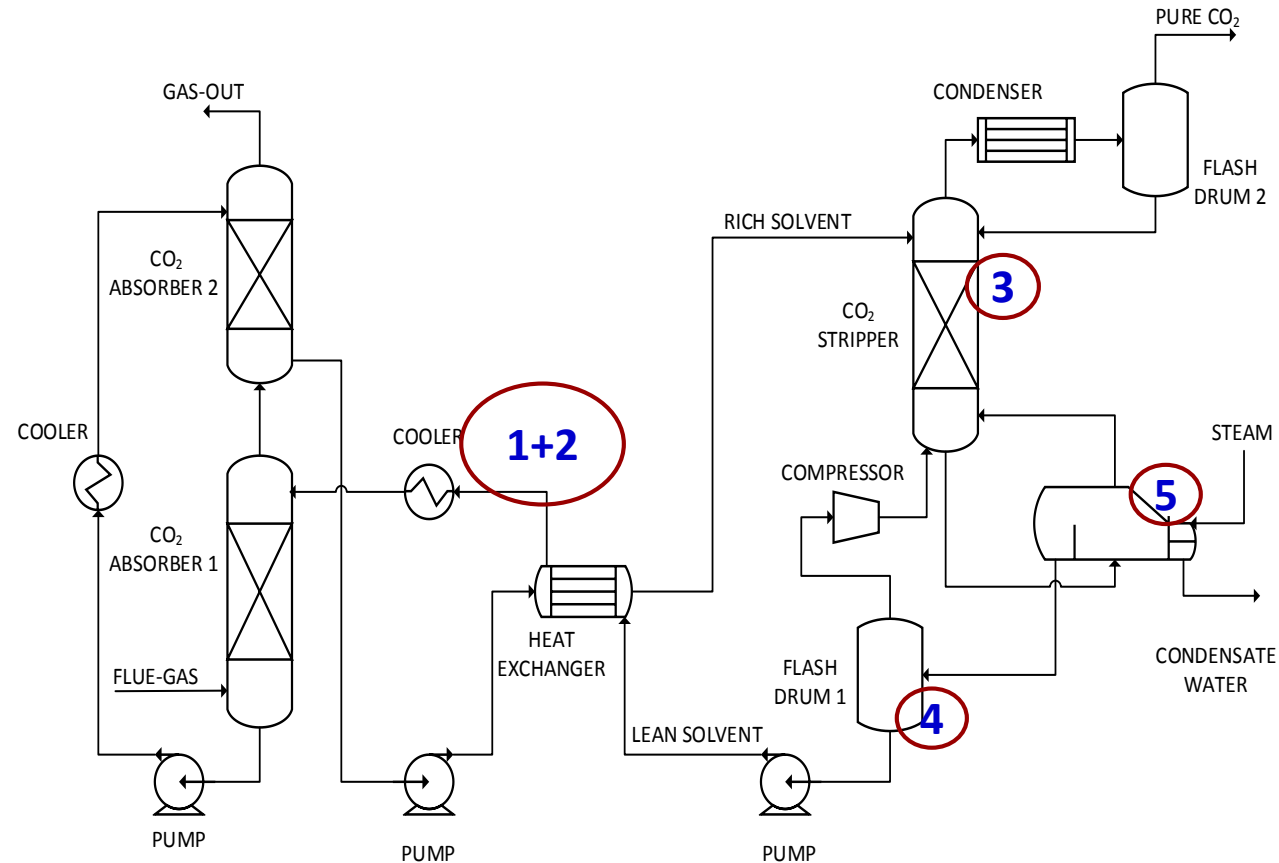 PURE CO₂
GAS-OUT
CONDENSER
FLASH
DRUM 2
RICH SOLVENT
CO₂
ABSORBER 2
3
CO₂
STRIPPER
COOLER
COOLER
1+2
STEAM
COMPRESSOR
5
CO₂
ABSORBER 1
HEAT
EXCHANGER
FLASH
DRUM 1
CONDENSATE
WATER
FLUE-GAS
4
LEAN SOLVENT
PUMP
PUMP
PUMP